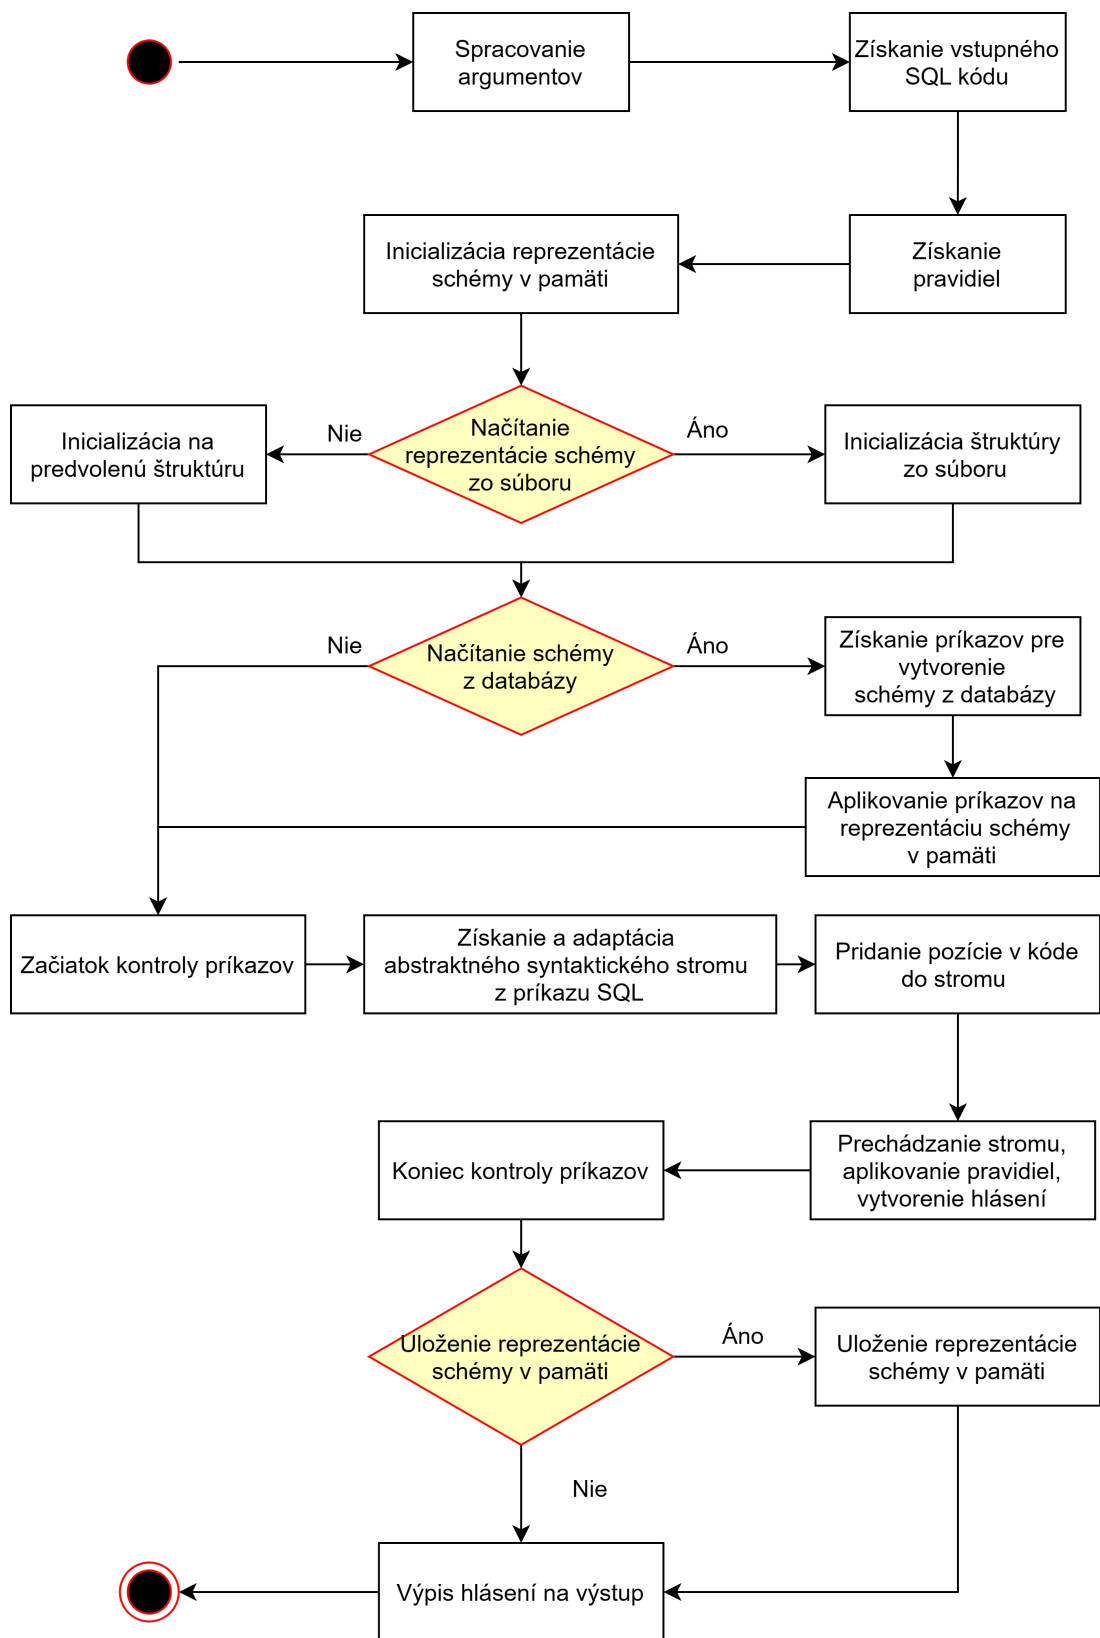 Spracovanie
argumentov
Získanie vstupného
SQL kódu
Inicializácia reprezentácie
schémy v pamäti
Získanie
pravidiel
Inicializácia na
predvolenú štruktúru
Nie
Načítanie
reprezentácie schémy
zo súboru
Áno
Inicializácia štruktúry
zo súboru
Nie
Načítanie schémy
z databázy
Áno
Získanie príkazov pre
vytvorenie
schémy z databázy
Aplikovanie príkazov na
reprezentáciu schémy
v pamäti
Začiatok kontroly príkazov
Získanie a adaptácia
abstraktného syntaktického stromu
z príkazu SQL
Pridanie pozície v kóde
do stromu
Koniec kontroly príkazov
Prechádzanie stromu,
aplikovanie pravidiel,
vytvorenie hlásení
Uloženie reprezentácie
schémy v pamäti
Áno
Uloženie reprezentácie
schémy v pamäti
Nie
Výpis hlásení na výstup